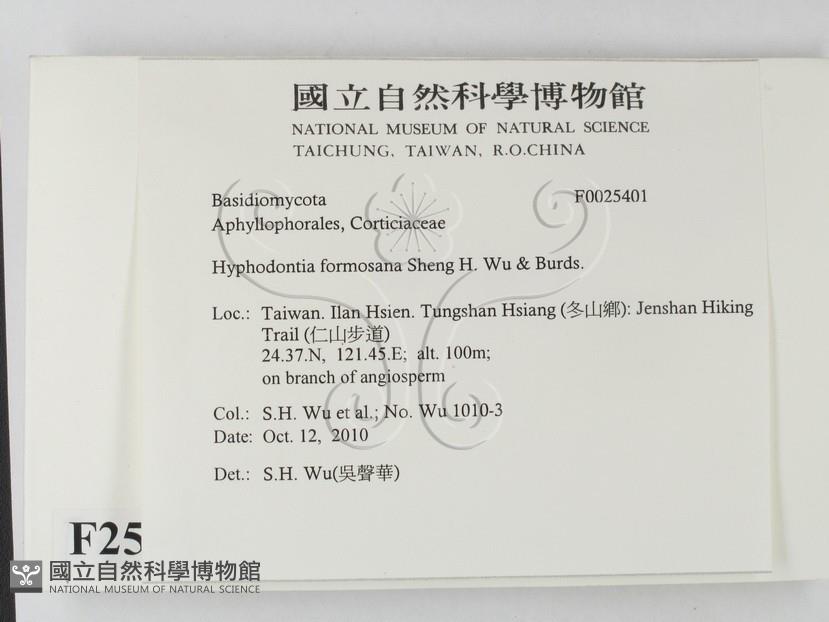 國立自然科學博物館
NATIONAL MUSEUM OF NATURAL SCIENCE
TAICHUNG, TAIWAN, R.O.CHINA
Basidiomycota F0025401
Aphyllophorales, Corticiaceae
Hyphodontia formosana Sheng H. Wu & Burds.
Loc.: Taiwan. Ilan Hsien. Tungshan Hsiang (冬山鄉): Jenshan Hiking
Trail (仁山步道)
24.37.N, 121.45.E; alt. 100m;
on branch of angiosperm
Col.: S.H. Wu et al.; No. Wu 1010-3
Date: Oct. 12, 2010
Det.: S.H. Wu(吳聲華)
F25
國立自然科學博物館
NATIONAL MUSEUM OF NATURAL SCIENCE